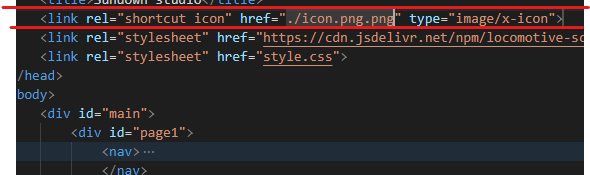 <title>Sundown studio</title>
<link rel="shortcut icon" href="./icon.png.png" type="image/x-icon">
<link rel="stylesheet" href="https://cdn.jsdelivr.net/npm/locomotive-sc
<link rel="stylesheet" href="style.css">
/head>
body>
<div id="main">
<div id="page1">
<nav>…
</nav>